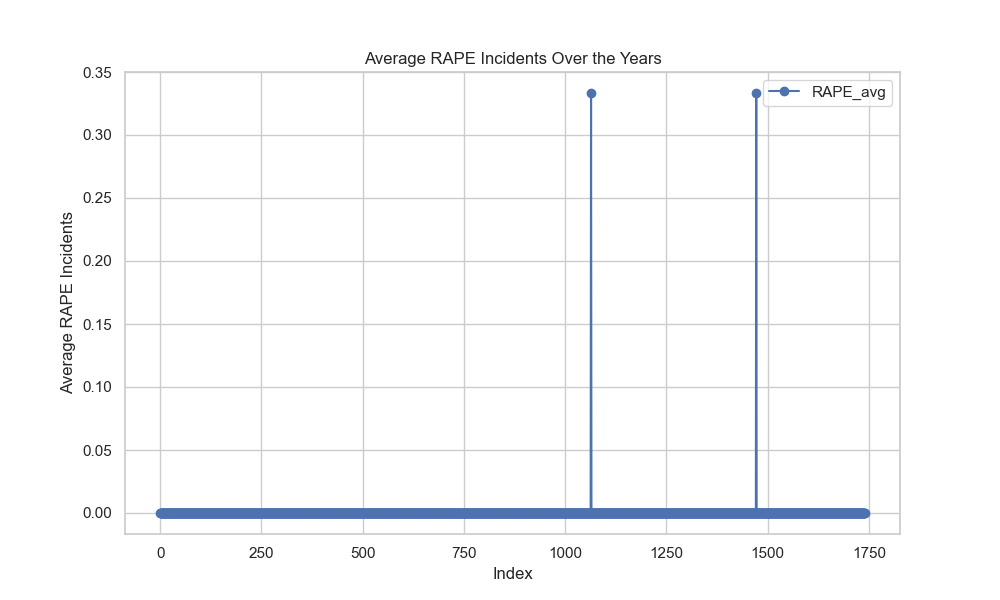 Average RAPE Incidents Over the Years
RAPE_avg
Average RAPE Incidents
0.35
0.30
0.25
0.20
0.15
0.10
0.05
0.00
0 250 500 750 1000 1250 1500 1750
Index